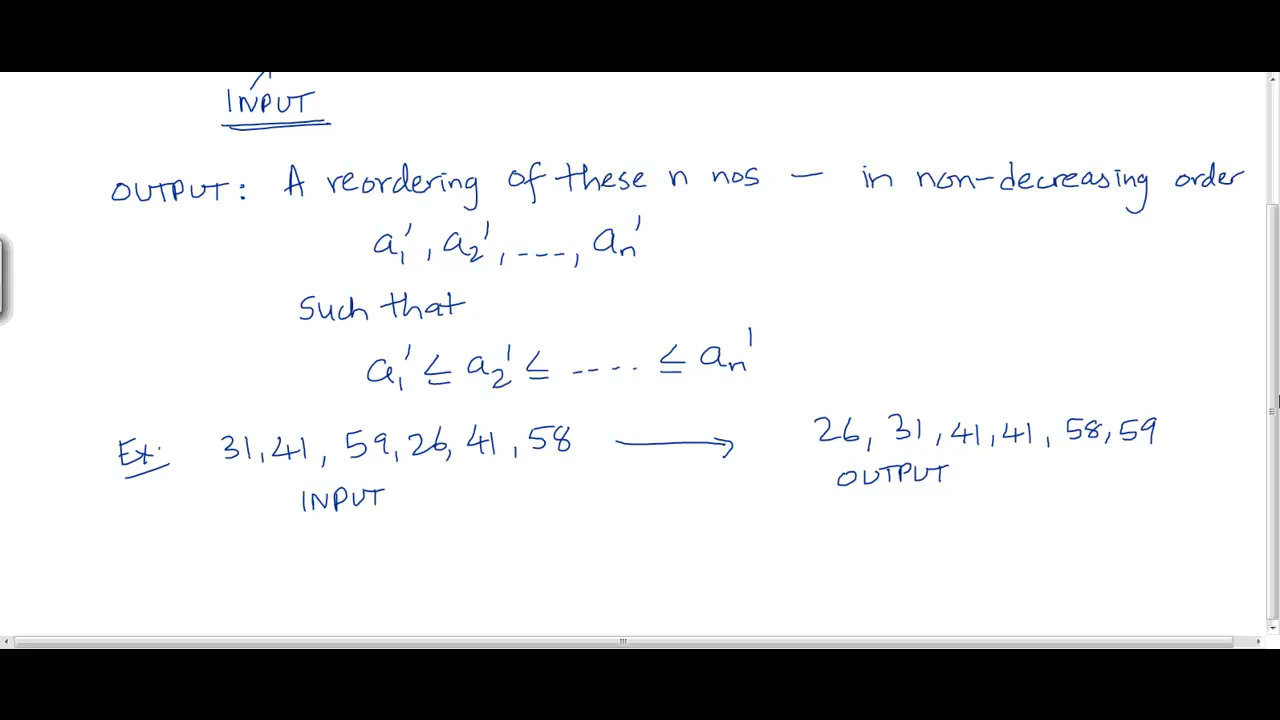 INPUT
OUTPUT: A reordering of these n nos — in non-decreasing order
a₁', a₂', ----, aₙ'
Such that
a₁' ≤ a₂' ≤ ..... ≤ aₙ'
Ex: 31, 41, 59, 26, 41, 58 ⟶ 26, 31, 41, 41, 58, 59
INPUT OUTPUT